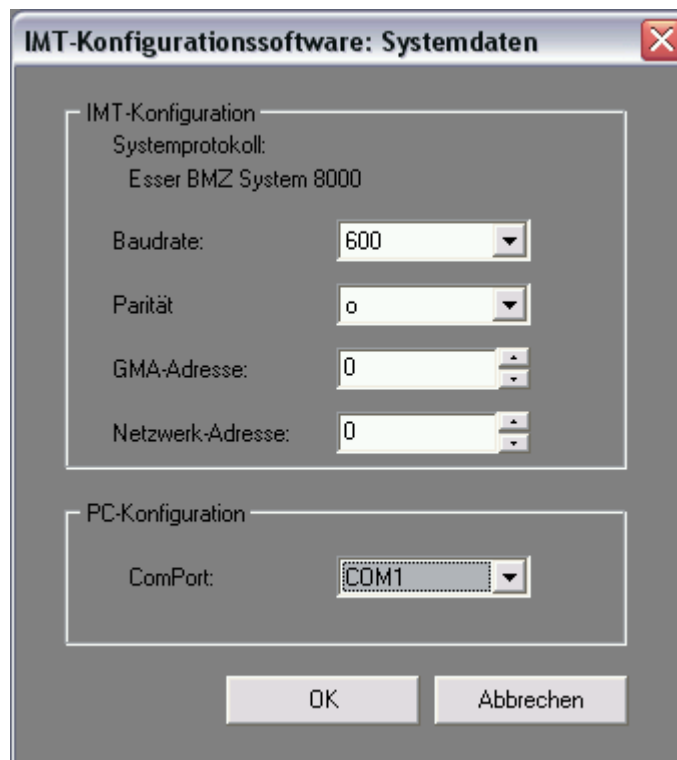 IMT-Konfigurationssoftware: Systemdaten
IMT-Konfiguration
Systemprotokoll:
Esser BMZ System 8000
Baudrate: 600
Parität o
GMA-Adresse: 0
Netzwerk-Adresse: 0
PC-Konfiguration
ComPort: COM1
OK Abbrechen